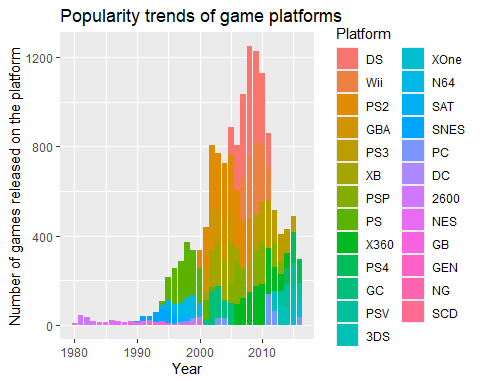 Popularity trends of game platforms
Number of games released on the platform
1200
800
400
0
1980
1990
2000
2010
Year
Platform
DS
Wii
PS2
GBA
PS3
XB
PSP
PS
X360
PS4
GC
PSV
3DS
XOne
N64
SAT
SNES
PC
DC
2600
NES
GB
GEN
NG
SCD